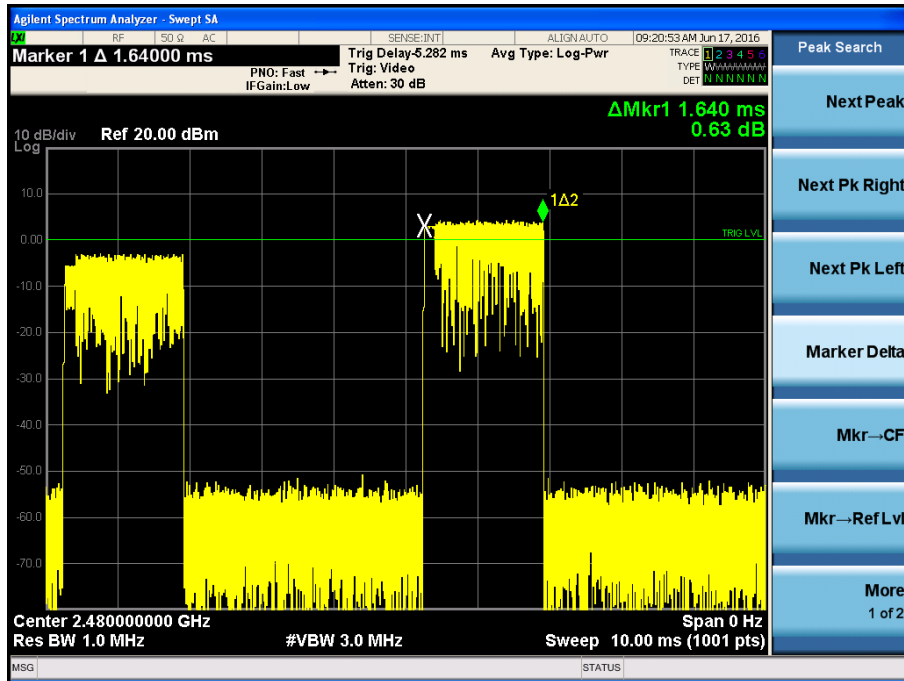 Agilent Spectrum Analyzer - Swept SA
LXI RF 50 Ω AC SENSE:INT ALIGN AUTO 09:20:53 AM Jun 17, 2016
Marker 1 Δ 1.64000 ms
PNO: Fast
IFGain:Low
Trig Delay-5.282 ms
Trig: Video
Atten: 30 dB
Avg Type: Log-Pwr
TRACE 1 2 3 4 5 6
TYPE W
DET N N N N N N
Peak Search
ΔMkr1 1.640 ms
0.63 dB
10 dB/div
Log
Ref 20.00 dBm
10.0
0.00
-10.0
-20.0
-30.0
-40.0
-50.0
-60.0
-70.0
X
1Δ2
TRIG LVL
Center 2.480000000 GHz
Res BW 1.0 MHz
#VBW 3.0 MHz
Span 0 Hz
Sweep 10.00 ms (1001 pts)
Next Peak
Next Pk Right
Next Pk Left
Marker Delta
Mkr→CF
Mkr→Ref Lvl
More
1 of 2
MSG
STATUS